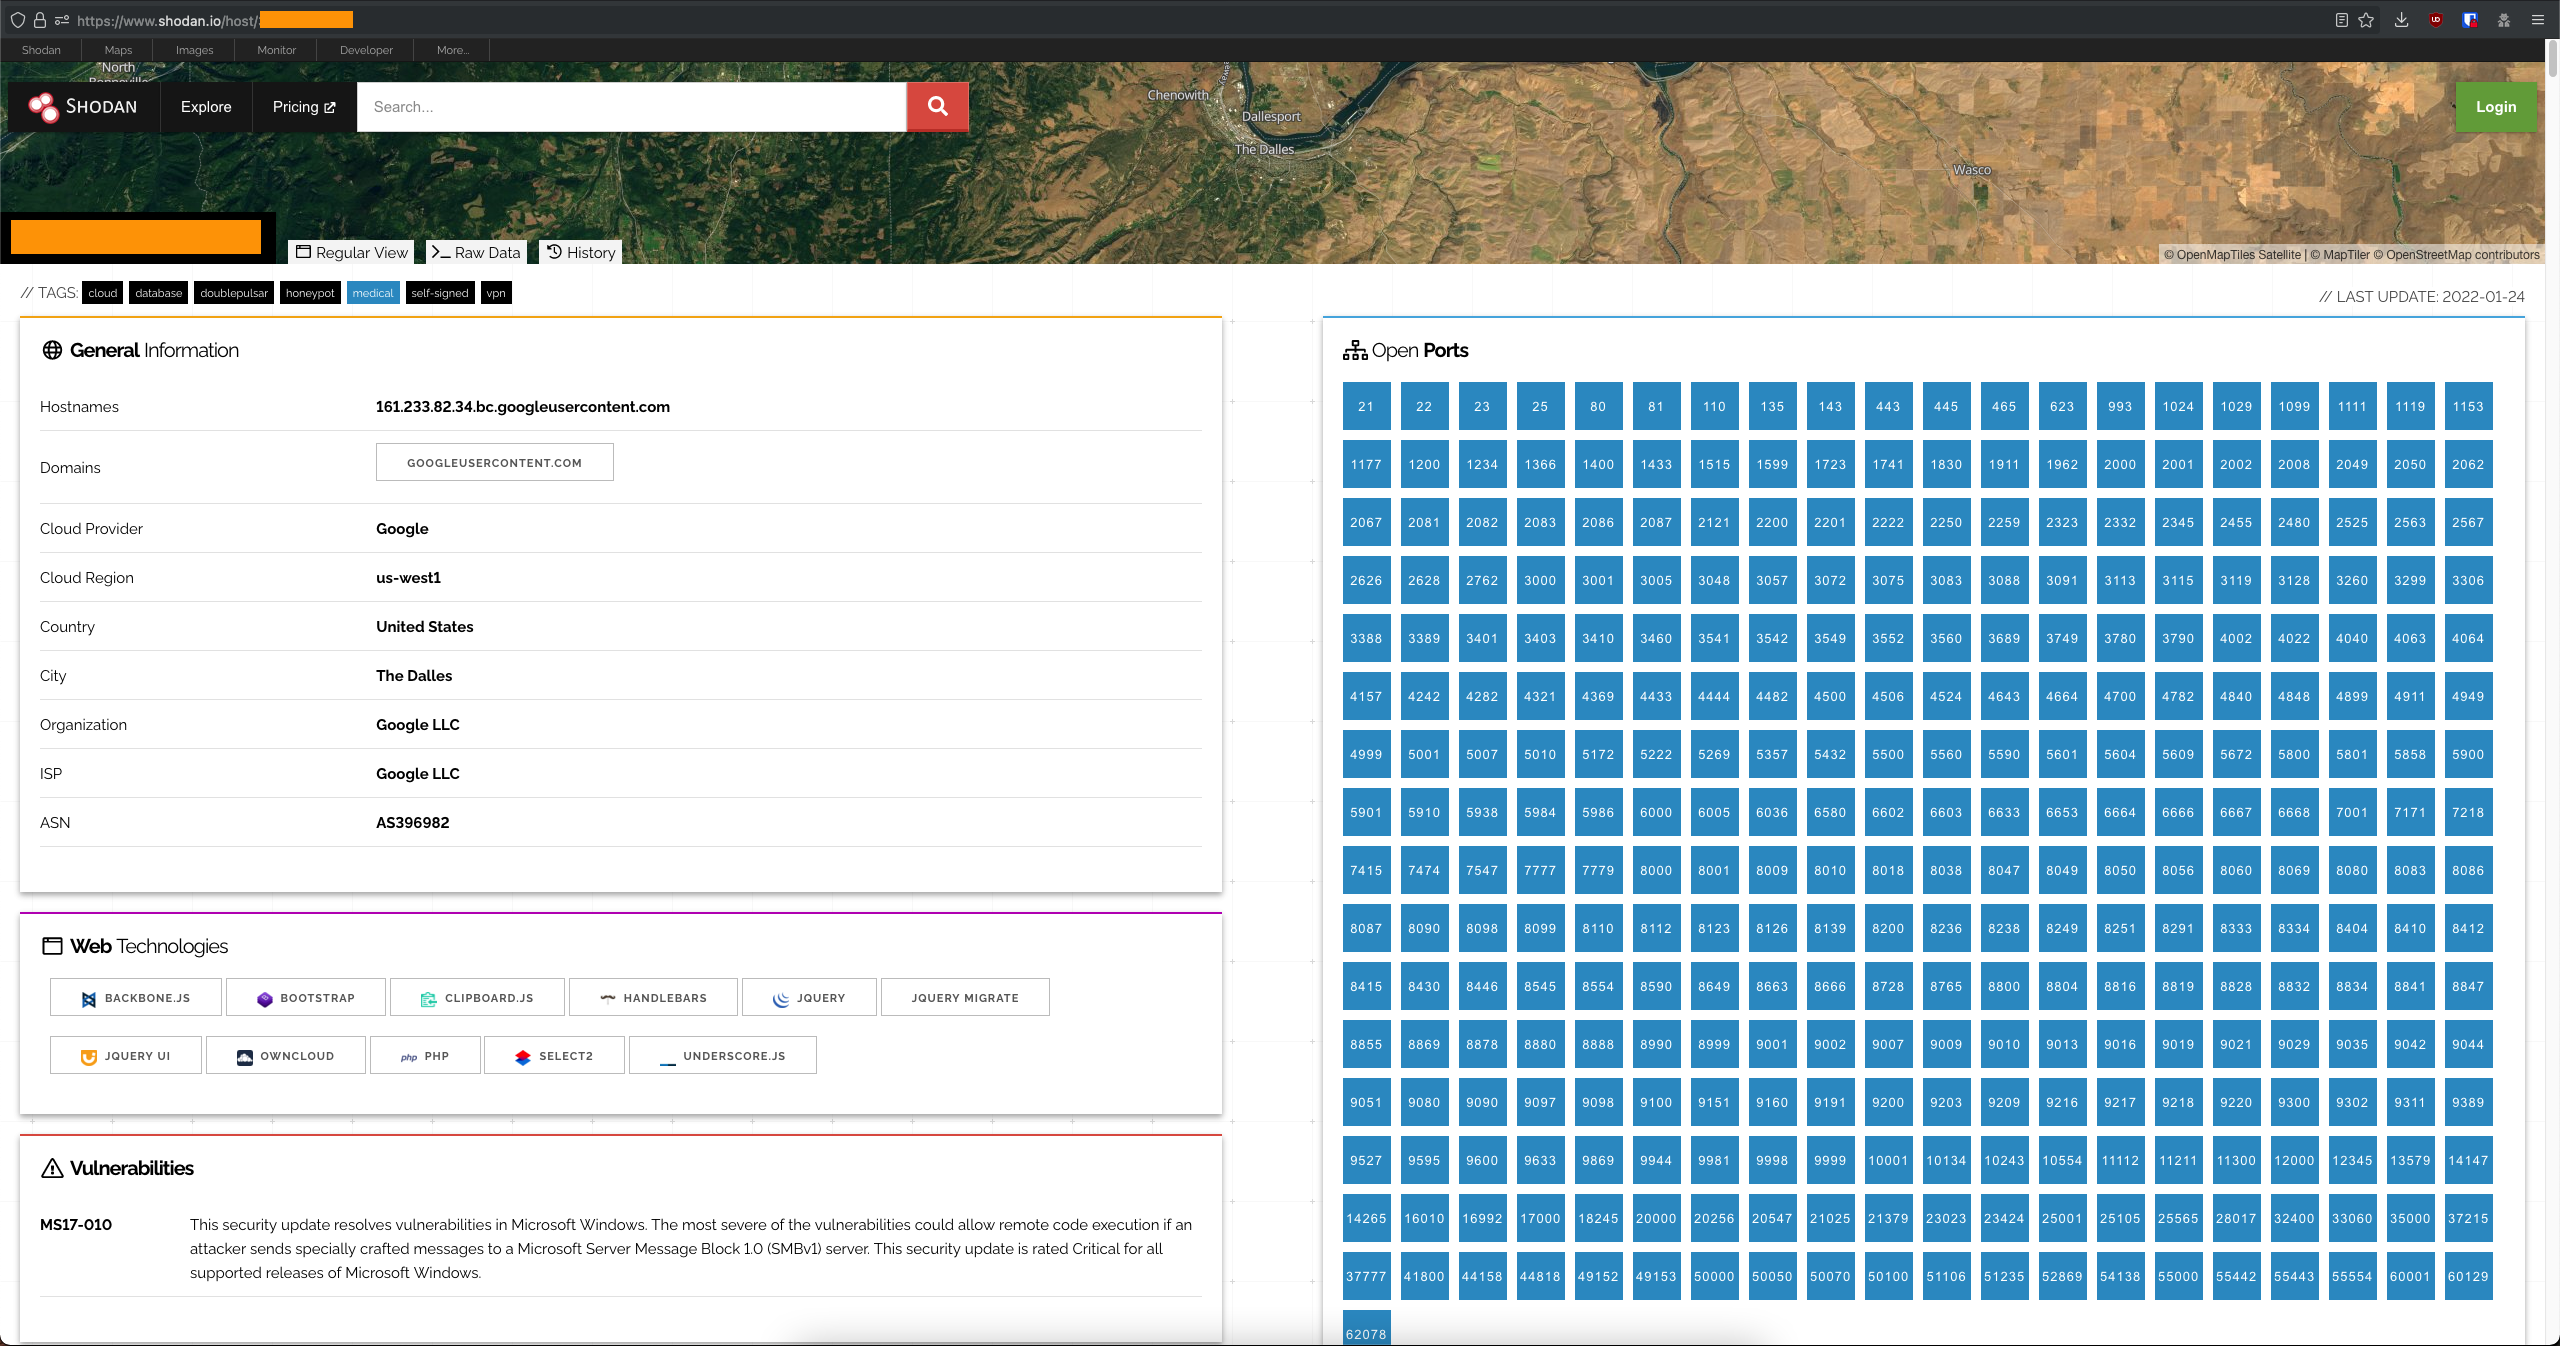 https://www.shodan.io/host/
Shodan Maps Images Monitor Developer More...
North
Bonneville
Chenowith
Dallesport
The Dalles
Wasco
SHODAN Explore Pricing Search... Login
Regular View Raw Data History
© OpenMapTiles Satellite | © MapTiler © OpenStreetMap contributors
// TAGS: cloud database doublepulsar honeypot medical self-signed vpn
// LAST UPDATE: 2022-01-24
General Information
Hostnames 161.233.82.34.bc.googleusercontent.com
Domains GOOGLEUSERCONTENT.COM
Cloud Provider Google
Cloud Region us-west1
Country United States
City The Dalles
Organization Google LLC
ISP Google LLC
ASN AS396982
Web Technologies
BACKBONE.JS BOOTSTRAP CLIPBOARD.JS HANDLEBARS JQUERY JQUERY MIGRATE
JQUERY UI OWNCLOUD php PHP SELECT2 UNDERSCORE.JS
Vulnerabilities
MS17-010 This security update resolves vulnerabilities in Microsoft Windows. The most severe of the vulnerabilities could allow remote code execution if an
attacker sends specially crafted messages to a Microsoft Server Message Block 1.0 (SMBv1) server. This security update is rated Critical for all
supported releases of Microsoft Windows.
Open Ports
21 22 23 25 80 81 110 135 143 443 445 465 623 993 1024 1029 1099 1111 1119 1153
1177 1200 1234 1366 1400 1433 1515 1599 1723 1741 1830 1911 1962 2000 2001 2002 2008 2049 2050 2062
2067 2081 2082 2083 2086 2087 2121 2200 2201 2222 2250 2259 2323 2332 2345 2455 2480 2525 2563 2567
2626 2628 2762 3000 3001 3005 3048 3057 3072 3075 3083 3088 3091 3113 3115 3119 3128 3260 3299 3306
3388 3389 3401 3403 3410 3460 3541 3542 3549 3552 3560 3689 3749 3780 3790 4002 4022 4040 4063 4064
4157 4242 4282 4321 4369 4433 4444 4482 4500 4506 4524 4643 4664 4700 4782 4840 4848 4899 4911 4949
4999 5001 5007 5010 5172 5222 5269 5357 5432 5500 5560 5590 5601 5604 5609 5672 5800 5801 5858 5900
5901 5910 5938 5984 5986 6000 6005 6036 6580 6602 6603 6633 6653 6664 6666 6667 6668 7001 7171 7218
7415 7474 7547 7777 7779 8000 8001 8009 8010 8018 8038 8047 8049 8050 8056 8060 8069 8080 8083 8086
8087 8090 8098 8099 8110 8112 8123 8126 8139 8200 8236 8238 8249 8251 8291 8333 8334 8404 8410 8412
8415 8430 8446 8545 8554 8590 8649 8663 8666 8728 8765 8800 8804 8816 8819 8828 8832 8834 8841 8847
8855 8869 8878 8880 8888 8990 8999 9001 9002 9007 9009 9010 9013 9016 9019 9021 9029 9035 9042 9044
9051 9080 9090 9097 9098 9100 9151 9160 9191 9200 9203 9209 9216 9217 9218 9220 9300 9302 9311 9389
9527 9595 9600 9633 9869 9944 9981 9998 9999 10001 10134 10243 10554 11112 11211 11300 12000 12345 13579 14147
14265 16010 16992 17000 18245 20000 20256 20547 21025 21379 23023 23424 25001 25105 25565 28017 32400 33060 35000 37215
37777 41800 44158 44818 49152 49153 50000 50050 50070 50100 51106 51235 52869 54138 55000 55442 55443 55554 60001 60129
62078